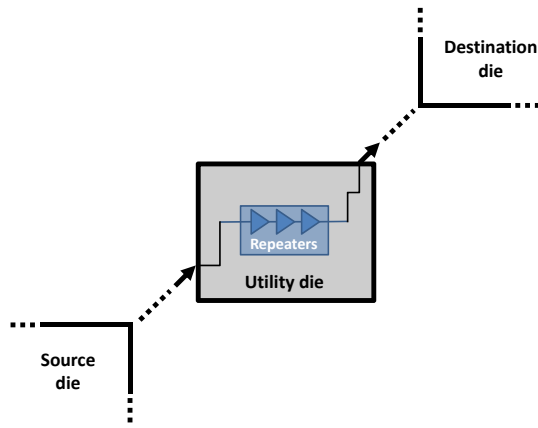 Destination
die
Repeaters
Utility die
Source
die